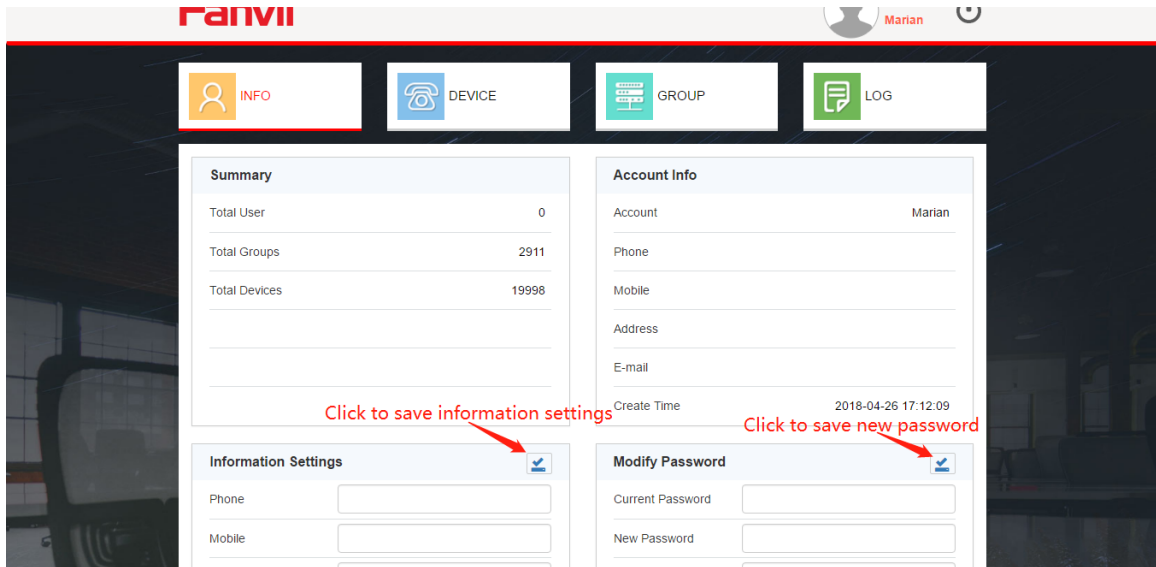 Fanvil
Marian
INFO
DEVICE
GROUP
LOG
Summary
Total User 0
Total Groups 2911
Total Devices 19998
Account Info
Account Marian
Phone
Mobile
Address
E-mail
Create Time 2018-04-26 17:12:09
Click to save information settings
Click to save new password
Information Settings
Phone
Mobile
Modify Password
Current Password
New Password